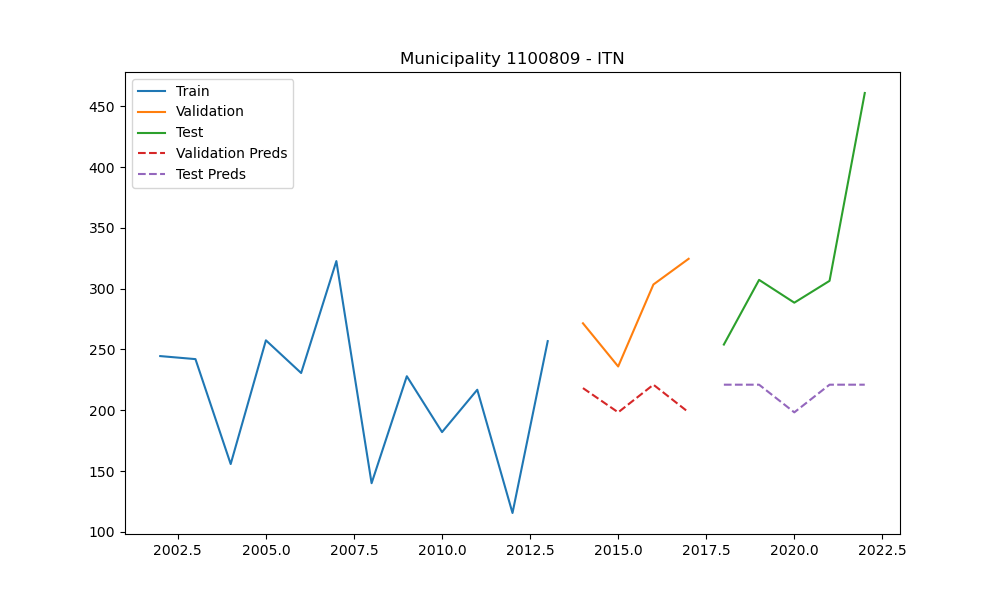 Municipality 1100809 - ITN
Train
Validation
Test
Validation Preds
Test Preds
450
400
350
300
250
200
150
100
2002.5 2005.0 2007.5 2010.0 2012.5 2015.0 2017.5 2020.0 2022.5